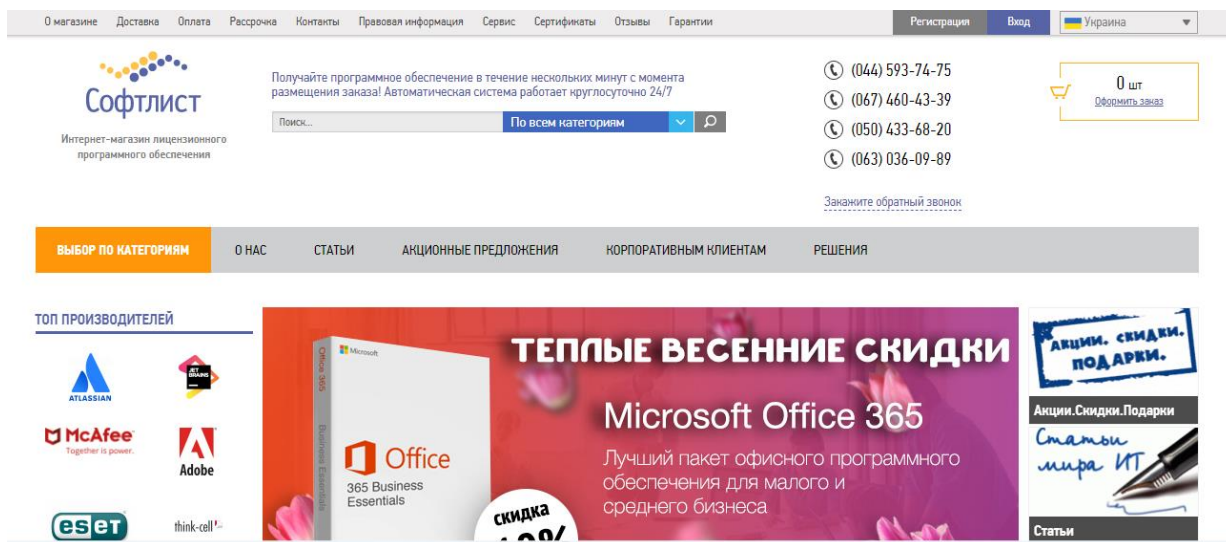 О магазине Доставка Оплата Рассрочка Контакты Правовая информация Сервис Сертификаты Отзывы Гарантии Регистрация Вход Украина
Софтлист
Интернет-магазин лицензионного
программного обеспечения
Получайте программное обеспечение в течение нескольких минут с момента
размещения заказа! Автоматическая система работает круглосуточно 24/7
Поиск... По всем категориям
(044) 593-74-75
(067) 460-43-39
(050) 433-68-20
(063) 036-09-89
Закажите обратный звонок
0 шт
Оформить заказ
ВЫБОР ПО КАТЕГОРИЯМ О НАС СТАТЬИ АКЦИОННЫЕ ПРЕДЛОЖЕНИЯ КОРПОРАТИВНЫМ КЛИЕНТАМ РЕШЕНИЯ
ТОП ПРОИЗВОДИТЕЛЕЙ
ATLASSIAN
JET
BRAINS
McAfee
Together is power.
Adobe
eset
think-cell
Office 365
Business Essentials
Microsoft
Office
365 Business
Essentials
ТЕПЛЫЕ ВЕСЕННИЕ СКИДКИ
Microsoft Office 365
Лучший пакет офисного программного
обеспечения для малого и
среднего бизнеса
скидка
Акции. скидки.
подарки.
Акции.Скидки.Подарки
Статьи
мира ИТ
Статьи